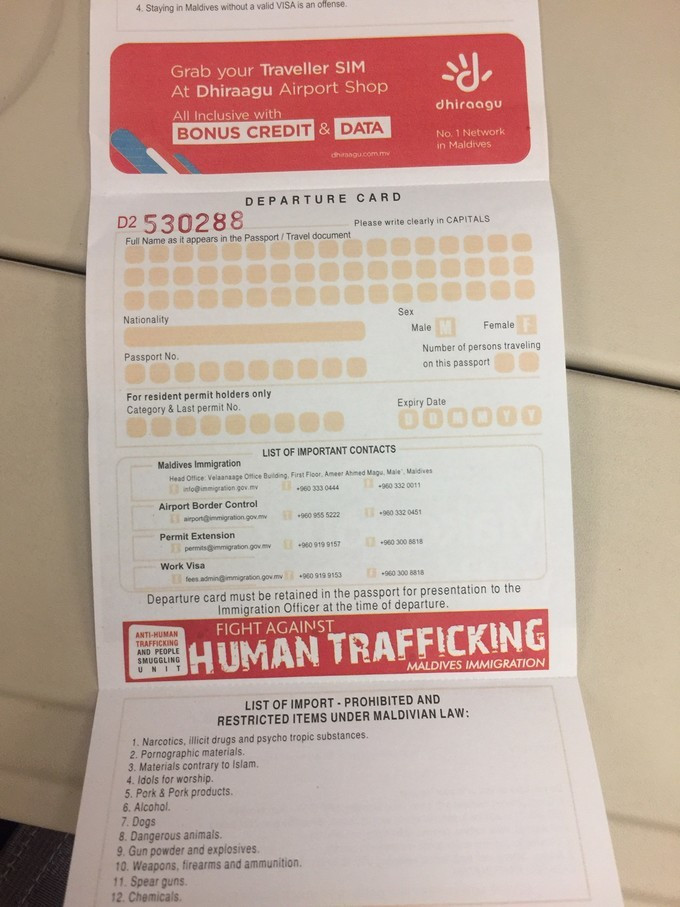 4. Staying in Maldives without a valid VISA is an offense.
Grab your Traveller SIM
At Dhiraagu Airport Shop
All Inclusive with
BONUS CREDIT & DATA
dhiraagu.com.mv
dhiraagu
No. 1 Network
in Maldives
DEPARTURE CARD
D2 530288
Please write clearly in CAPITALS
Full Name as it appears in the Passport / Travel document
Nationality
Sex
Male M Female F
Passport No.
Number of persons traveling
on this passport
For resident permit holders only
Category & Last permit No.
Expiry Date
D D M M Y Y
LIST OF IMPORTANT CONTACTS
Maldives Immigration
Head Office: Velaanaage Office Building, First Floor, Ameer Ahmed Magu, Male', Maldives
info@immigration.gov.mv +960 333 0444 +960 332 0011
Airport Border Control
airport@immigration.gov.mv +960 955 5222 +960 332 0451
Permit Extension
permits@immigration.gov.mv +960 919 9157 +960 300 8818
Work Visa
fees.admin@immigration.gov.mv +960 919 9153 +960 300 8818
Departure card must be retained in the passport for presentation to the
Immigration Officer at the time of departure.
ANTI-HUMAN
TRAFFICKING
AND PEOPLE
SMUGGLING
UNIT
FIGHT AGAINST
HUMAN TRAFFICKING
MALDIVES IMMIGRATION
LIST OF IMPORT - PROHIBITED AND
RESTRICTED ITEMS UNDER MALDIVIAN LAW:
1. Narcotics, illicit drugs and psycho tropic substances.
2. Pornographic materials.
3. Materials contrary to Islam.
4. Idols for worship.
5. Pork & Pork products.
6. Alcohol.
7. Dogs
8. Dangerous animals.
9. Gun powder and explosives.
10. Weapons, firearms and ammunition.
11. Spear guns.
12. Chemicals.